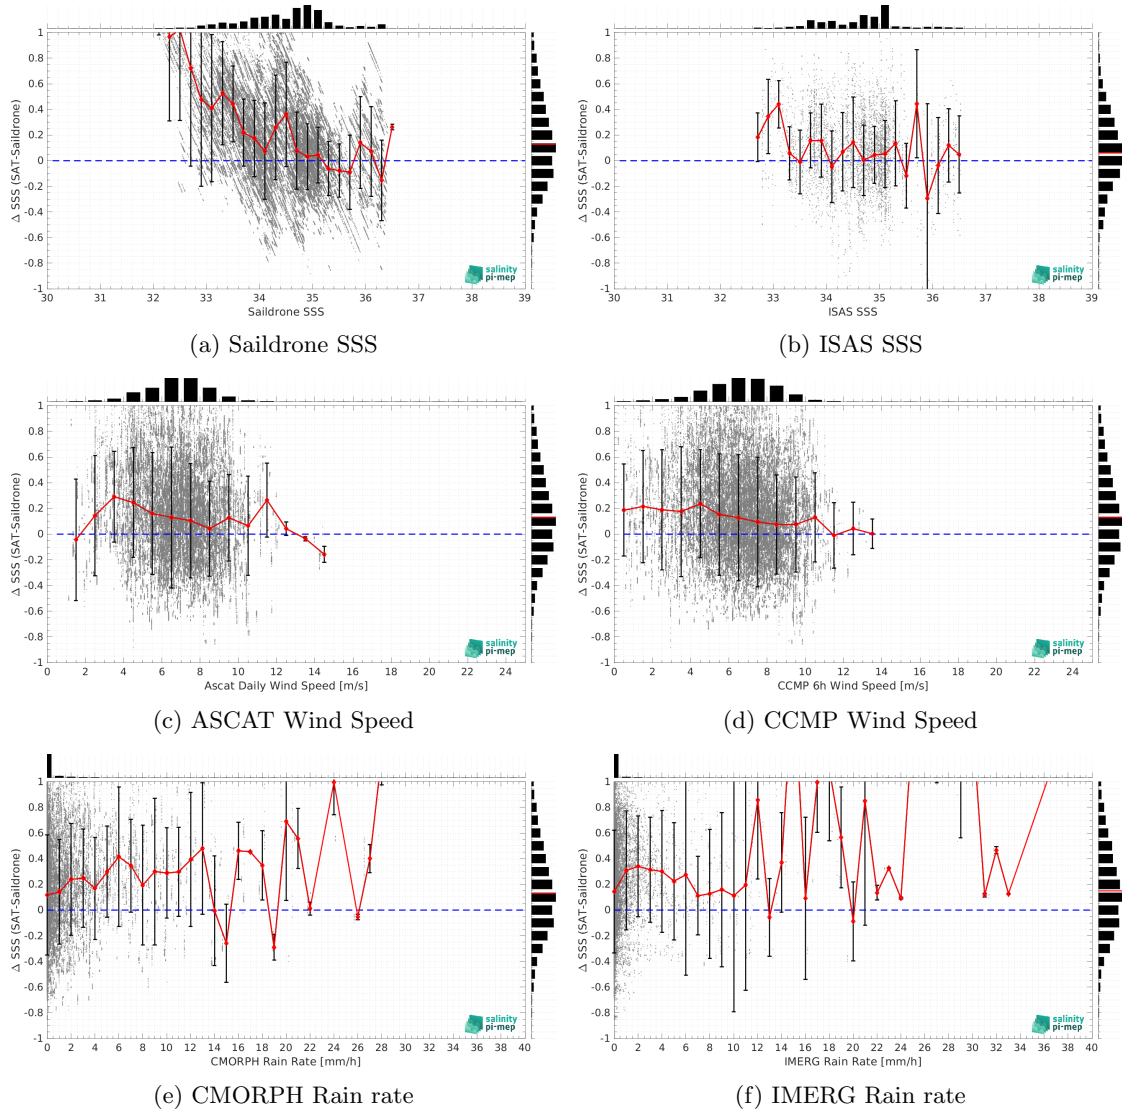 1
0.8
0.6
0.4
0.2
0
-0.2
-0.4
-0.6
-0.8
-1
Δ SSS (SAT-Saildrone)
30 31 32 33 34 35 36 37 38 39
Saildrone SSS
salinity
pi-mep
(a) Saildrone SSS
1
0.8
0.6
0.4
0.2
0
-0.2
-0.4
-0.6
-0.8
-1
Δ SSS (SAT-Saildrone)
30 31 32 33 34 35 36 37 38 39
ISAS SSS
salinity
pi-mep
(b) ISAS SSS
1
0.8
0.6
0.4
0.2
0
-0.2
-0.4
-0.6
-0.8
-1
Δ SSS (SAT-Saildrone)
0 2 4 6 8 10 12 14 16 18 20 22 24
Ascat Daily Wind Speed [m/s]
salinity
pi-mep
(c) ASCAT Wind Speed
1
0.8
0.6
0.4
0.2
0
-0.2
-0.4
-0.6
-0.8
-1
Δ SSS (SAT-Saildrone)
0 2 4 6 8 10 12 14 16 18 20 22 24
CCMP 6h Wind Speed [m/s]
salinity
pi-mep
(d) CCMP Wind Speed
1
0.8
0.6
0.4
0.2
0
-0.2
-0.4
-0.6
-0.8
-1
Δ SSS (SAT-Saildrone)
0 2 4 6 8 10 12 14 16 18 20 22 24 26 28 30 32 34 36 38 40
CMORPH Rain Rate [mm/h]
salinity
pi-mep
(e) CMORPH Rain rate
1
0.8
0.6
0.4
0.2
0
-0.2
-0.4
-0.6
-0.8
-1
Δ SSS (SAT-Saildrone)
0 2 4 6 8 10 12 14 16 18 20 22 24 26 28 30 32 34 36 38 40
IMERG Rain Rate [mm/h]
salinity
pi-mep
(f) IMERG Rain rate